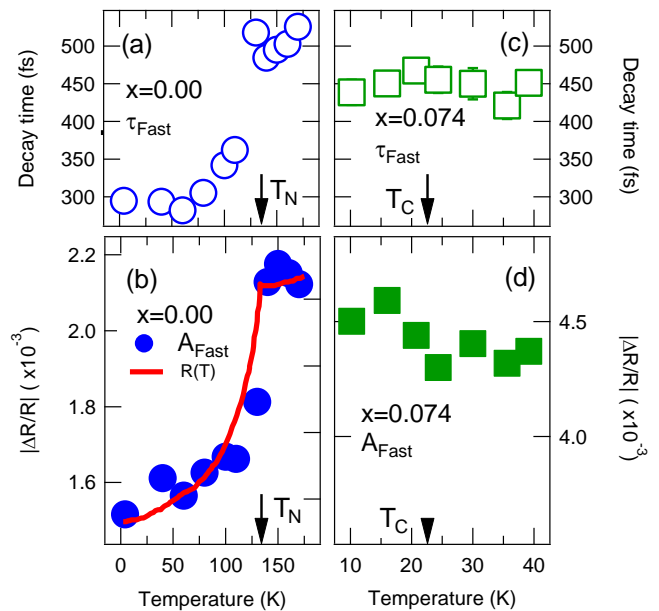 (a)
x=0.00
τFast
TN
Decay time (fs)
500
450
400
350
300
(c)
x=0.074
τFast
TC
500
450
400
350
300
Decay time (fs)
(b)
x=0.00
AFast
R(T)
TN
|ΔR/R| ( x10-3)
2.2
2.0
1.8
1.6
0 50 100 150
Temperature (K)
(d)
x=0.074
AFast
TC
4.5
4.0
|ΔR/R| ( x10-3)
10 20 30 40
Temperature (K)